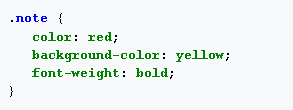 .note {
    color: red;
    background-color: yellow;
    font-weight: bold;
}